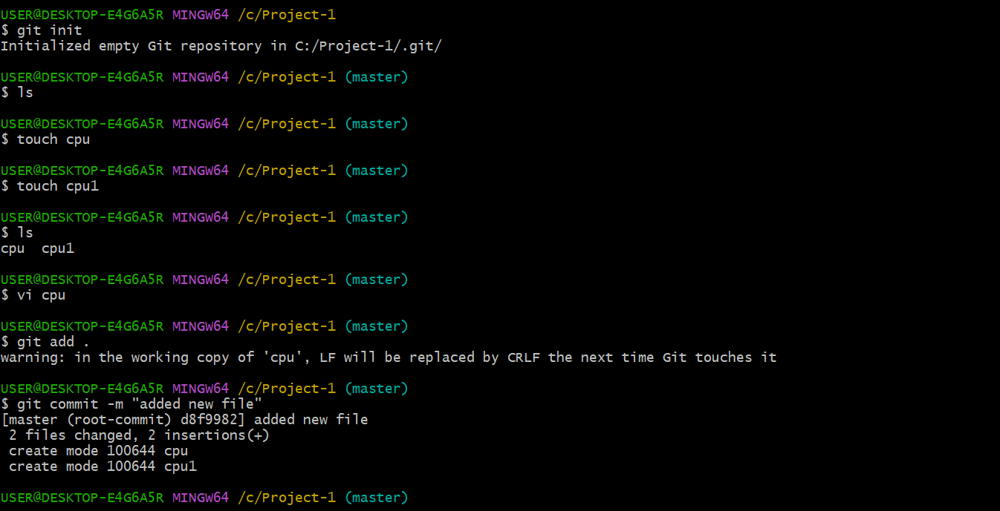 USER@DESKTOP-E4G6A5R MINGW64 /c/Project-1
$ git init
Initialized empty Git repository in C:/Project-1/.git/
USER@DESKTOP-E4G6A5R MINGW64 /c/Project-1 (master)
$ ls
USER@DESKTOP-E4G6A5R MINGW64 /c/Project-1 (master)
$ touch cpu
USER@DESKTOP-E4G6A5R MINGW64 /c/Project-1 (master)
$ touch cpu1
USER@DESKTOP-E4G6A5R MINGW64 /c/Project-1 (master)
$ ls
cpu  cpu1
USER@DESKTOP-E4G6A5R MINGW64 /c/Project-1 (master)
$ vi cpu
USER@DESKTOP-E4G6A5R MINGW64 /c/Project-1 (master)
$ git add .
warning: in the working copy of 'cpu', LF will be replaced by CRLF the next time Git touches it
USER@DESKTOP-E4G6A5R MINGW64 /c/Project-1 (master)
$ git commit -m "added new file"
[master (root-commit) d8f9982] added new file
 2 files changed, 2 insertions(+)
 create mode 100644 cpu
 create mode 100644 cpu1
USER@DESKTOP-E4G6A5R MINGW64 /c/Project-1 (master)